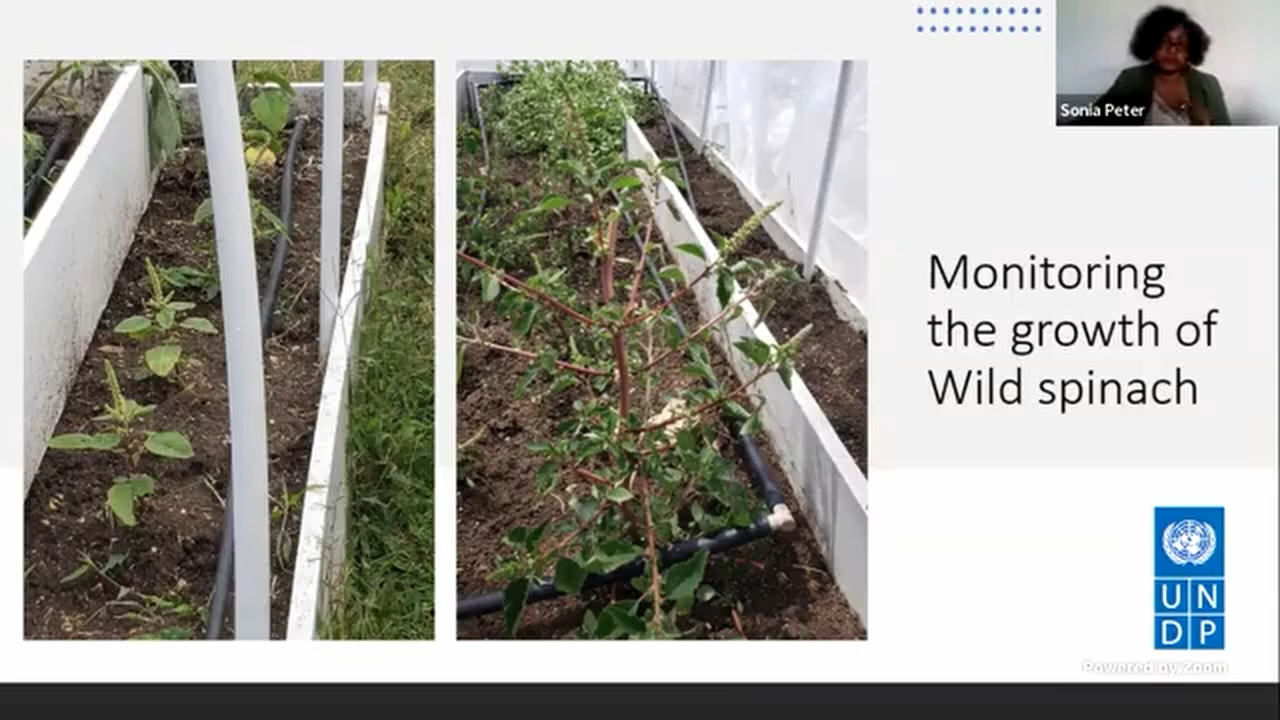 Sonia Peter
Monitoring
the growth of
Wild spinach
U N
D P
Powered by Zoom